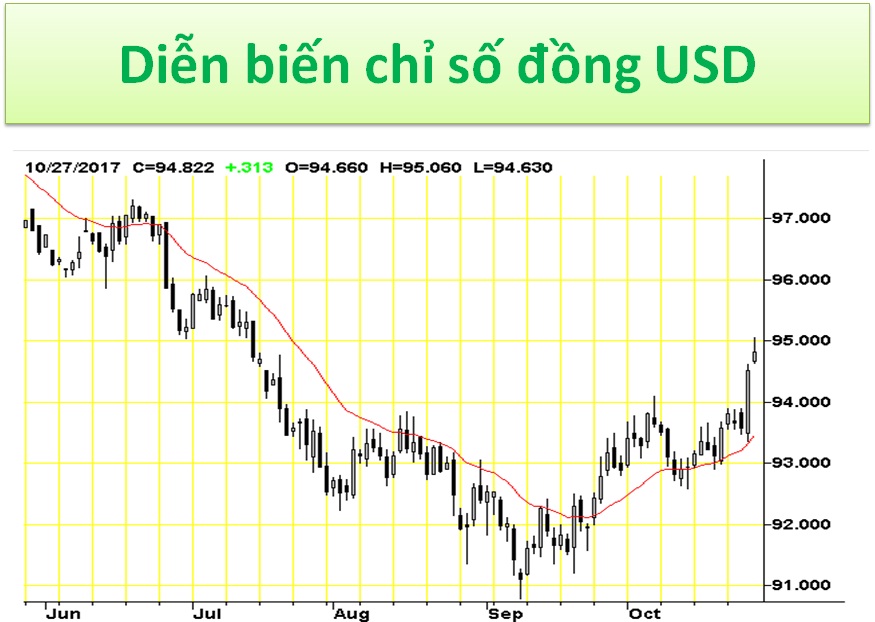 Diễn biến chỉ số đồng USD
10/27/2017 C=94.822 +.313 O=94.660 H=95.060 L=94.630
97.000
96.000
95.000
94.000
93.000
92.000
91.000
Jun Jul Aug Sep Oct